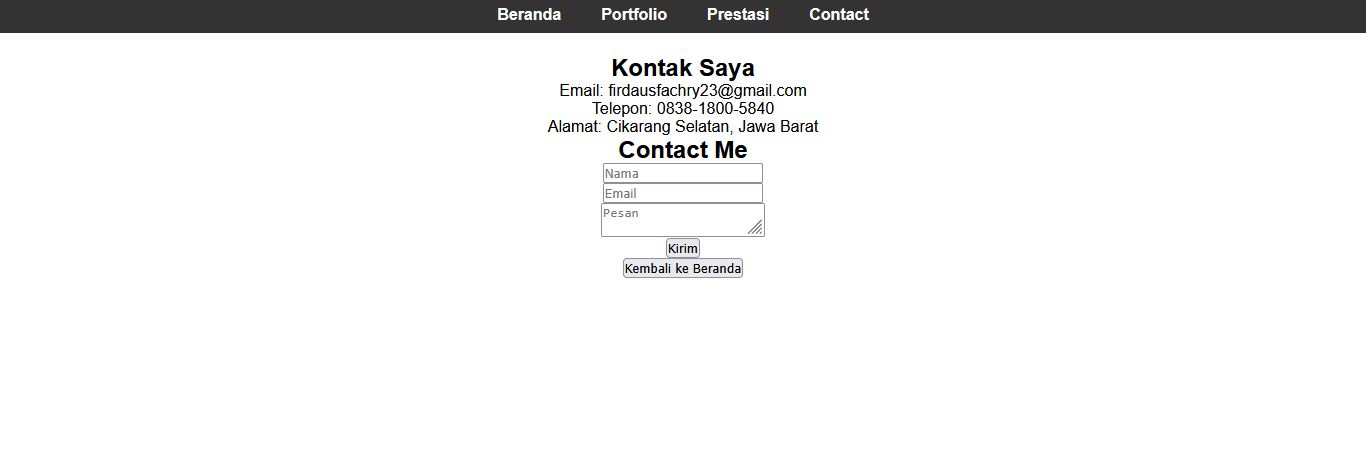 Beranda Portfolio Prestasi Contact
Kontak Saya
Email: firdausfachry23@gmail.com
Telepon: 0838-1800-5840
Alamat: Cikarang Selatan, Jawa Barat
Contact Me
Nama
Email
Pesan
Kirim
Kembali ke Beranda